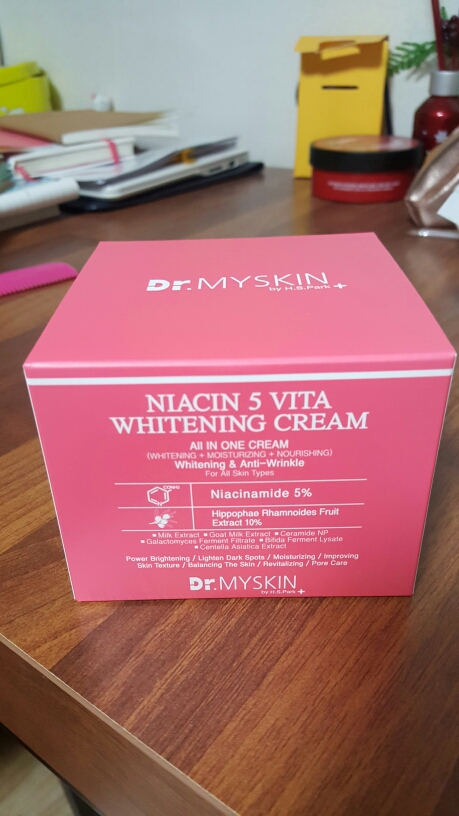 Dr.MYSKIN
by H.S.Park +
NIACIN 5 VITA
WHITENING CREAM
All IN ONE CREAM
(WHITENING + MOISTURIZING + NOURISHING)
Whitening & Anti-Wrinkle
For All Skin Types
CONH₂
N
Niacinamide 5%
Hippophae Rhamnoides Fruit
Extract 10%
▪ Milk Extract ▪ Goat Milk Extract ▪ Ceramide NP
▪ Galactomyces Ferment Filtrate ▪ Bifida Ferment Lysate
▪ Centella Asiatica Extract
Power Brightening / Lighten Dark Spots / Moisturizing / Improving
Skin Texture / Balancing The Skin / Revitalizing / Pore Care
Dr.MYSKIN
by H.S.Park +